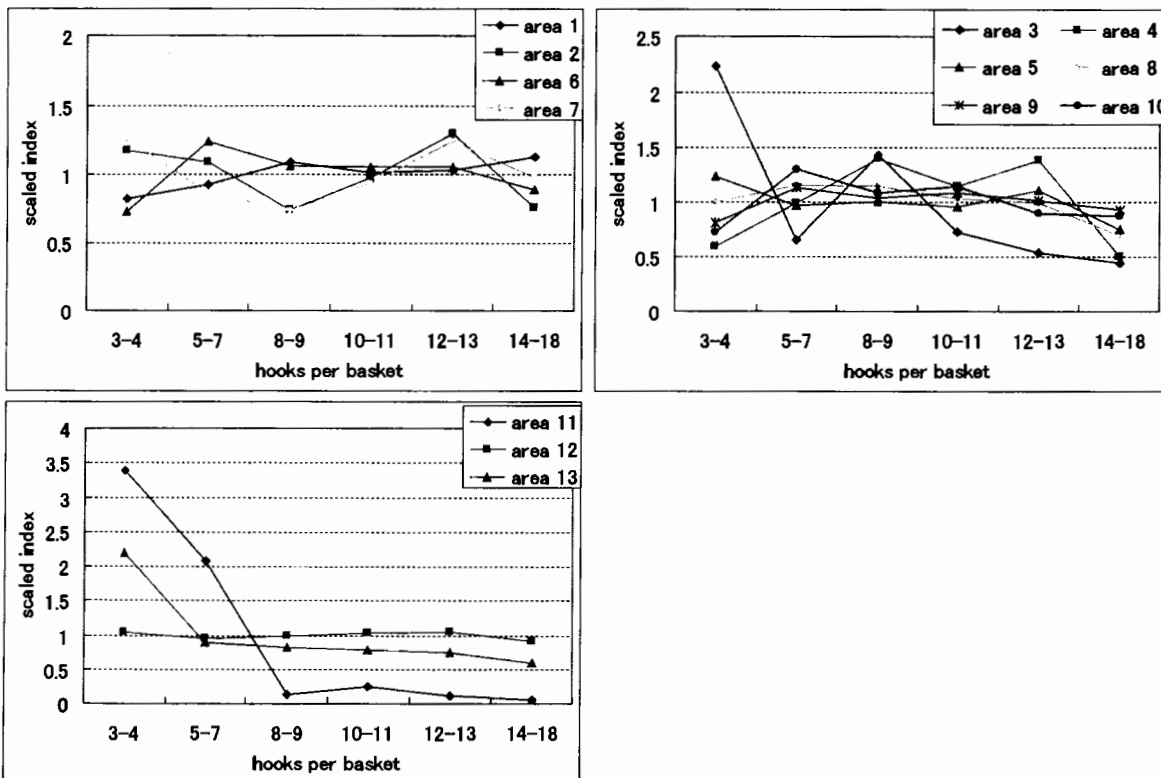 2
1.5
1
0.5
0
scaled index
3-4 5-7 8-9 10-11 12-13 14-18
hooks per basket
area 1
area 2
area 6
area 7
2.5
2
1.5
1
0.5
0
scaled index
3-4 5-7 8-9 10-11 12-13 14-18
hooks per basket
area 3 area 4
area 5 area 8
area 9 area 10
4
3.5
3
2.5
2
1.5
1
0.5
0
scaled index
3-4 5-7 8-9 10-11 12-13 14-18
hooks per basket
area 11
area 12
area 13